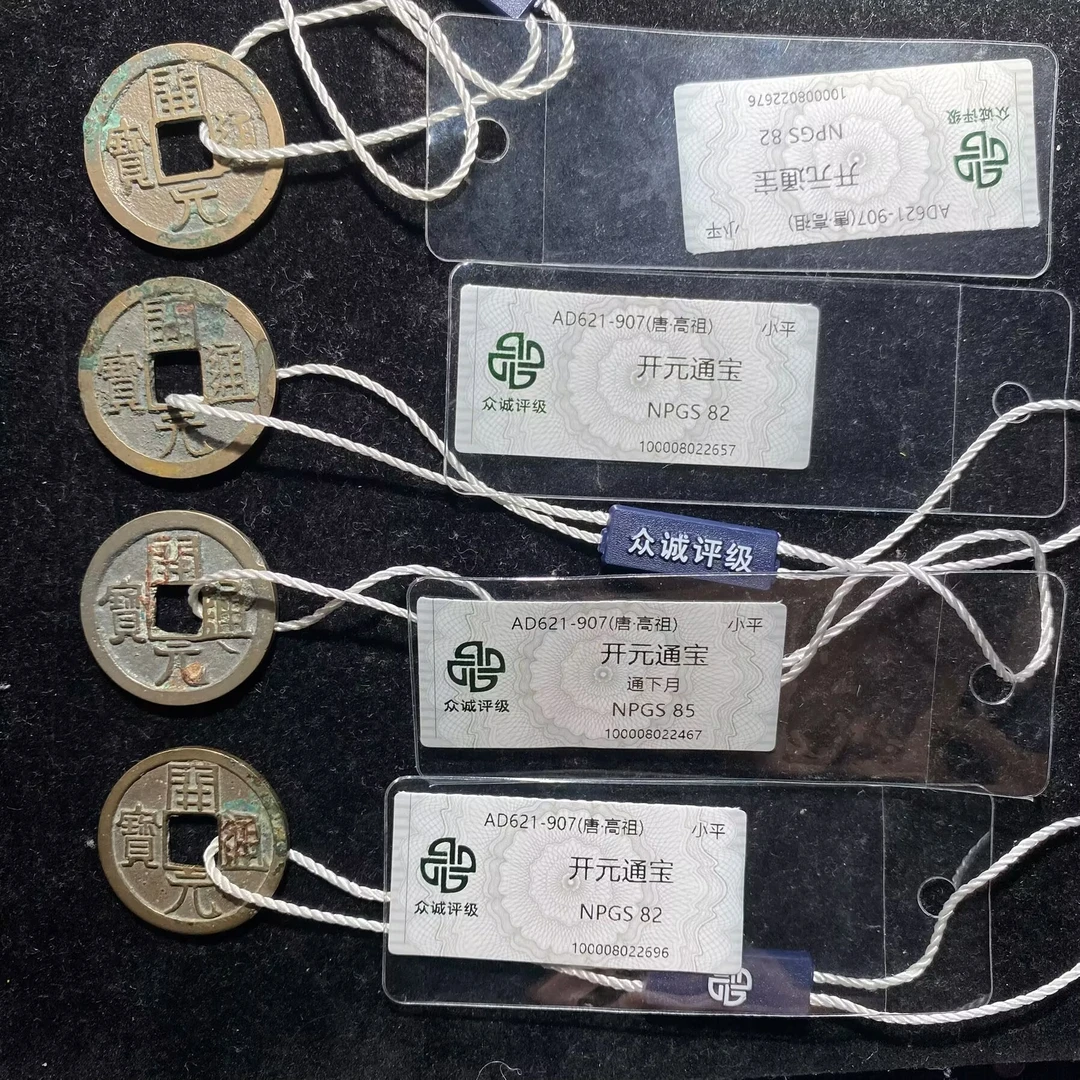 開
通
寳
元
AD621-907(唐·高祖) 小平
开元通宝
NPGS 82
100008022676
众诚评级
開
通
寳
元
AD621-907(唐·高祖) 小平
开元通宝
NPGS 82
100008022657
众诚评级
众诚评级
開
通
寳
元
AD621-907(唐·高祖) 小平
开元通宝
通下月
NPGS 85
100008022467
众诚评级
開
通
寳
元
AD621-907(唐·高祖) 小平
开元通宝
NPGS 82
100008022696
众诚评级